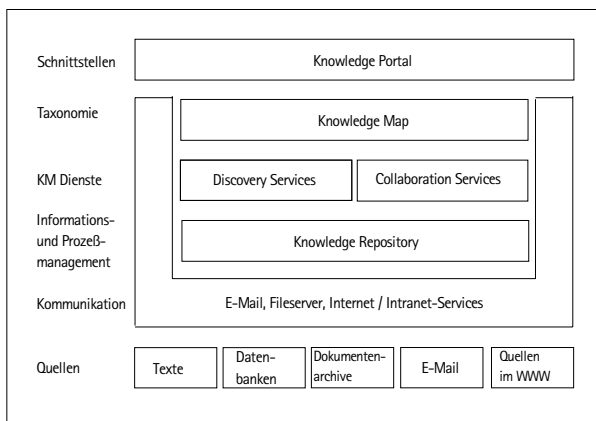 Schnittstellen
Knowledge Portal
Taxonomie
Knowledge Map
KM Dienste
Discovery Services
Collaboration Services
Informations-
und Prozeß-
management
Knowledge Repository
Kommunikation
E-Mail, Fileserver, Internet / Intranet-Services
Quellen
Texte
Daten-
banken
Dokumenten-
archive
E-Mail
Quellen
im WWW